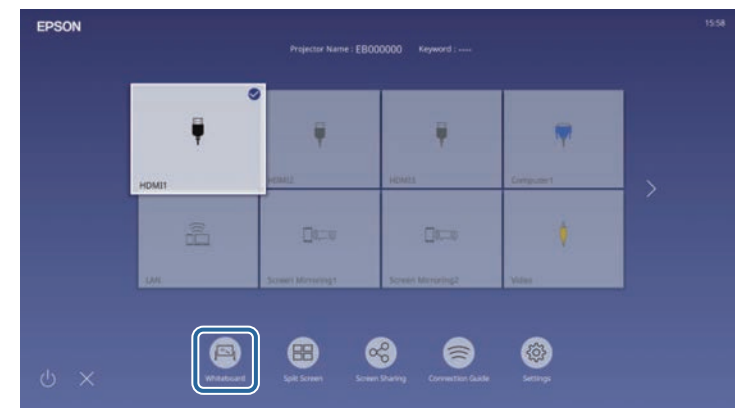 EPSON
15:58
Projector Name : EB000000 Keyword : ----
HDMI1
HDMI2
HDMI3
Computer1
LAN
Screen Mirroring1
Screen Mirroring2
Video
Whiteboard
Split Screen
Screen Sharing
Connection Guide
Settings